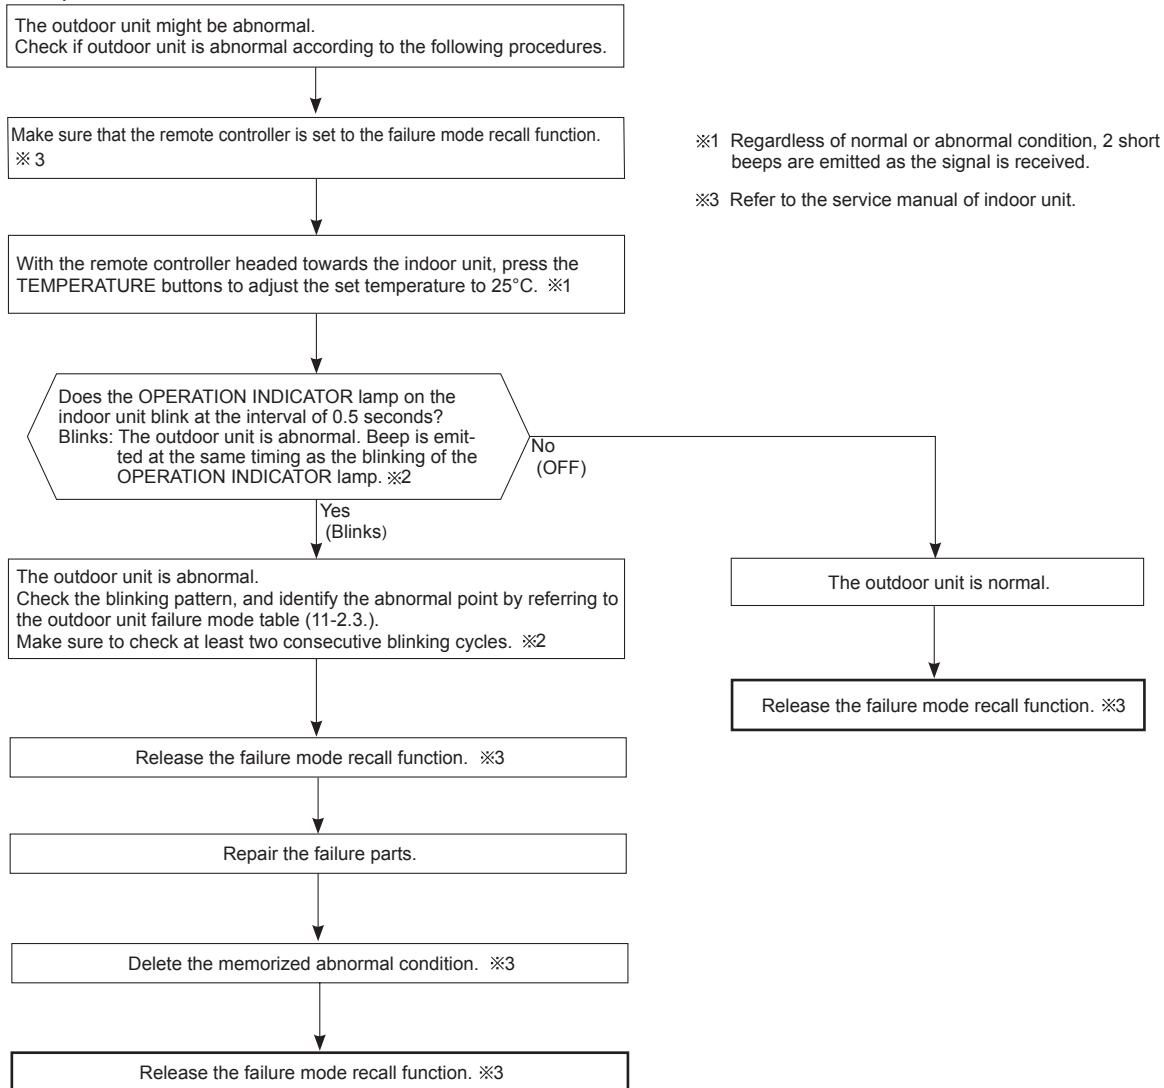 The outdoor unit might be abnormal.
Check if outdoor unit is abnormal according to the following procedures.
Make sure that the remote controller is set to the failure mode recall function.
※ 3
※1 Regardless of normal or abnormal condition, 2 short
beeps are emitted as the signal is received.
※3 Refer to the service manual of indoor unit.
With the remote controller headed towards the indoor unit, press the
TEMPERATURE buttons to adjust the set temperature to 25°C. ※1
Does the OPERATION INDICATOR lamp on the
indoor unit blink at the interval of 0.5 seconds?
Blinks: The outdoor unit is abnormal. Beep is emit-
ted at the same timing as the blinking of the
OPERATION INDICATOR lamp. ※2
No
(OFF)
Yes
(Blinks)
The outdoor unit is abnormal.
Check the blinking pattern, and identify the abnormal point by referring to
the outdoor unit failure mode table (11-2.3.).
Make sure to check at least two consecutive blinking cycles. ※2
The outdoor unit is normal.
Release the failure mode recall function. ※3
Release the failure mode recall function. ※3
Repair the failure parts.
Delete the memorized abnormal condition. ※3
Release the failure mode recall function. ※3